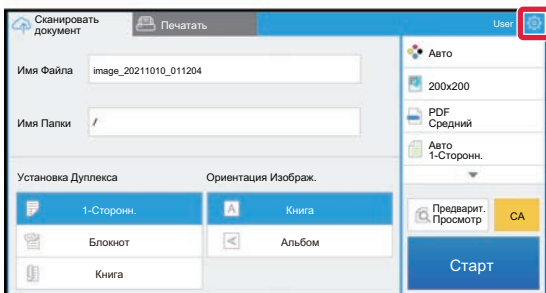 Сканировать
документ
Печатать
User
Имя Файла
image_20211010_011204
Имя Папки
/
Установка Дуплекса
1-Сторонн.
Блокнот
Книга
Ориентация Изображ.
A
Книга
Альбом
Авто
200x200
PDF
Средний
Авто
1-Сторонн.
Предварит.
Просмотр
CA
Старт